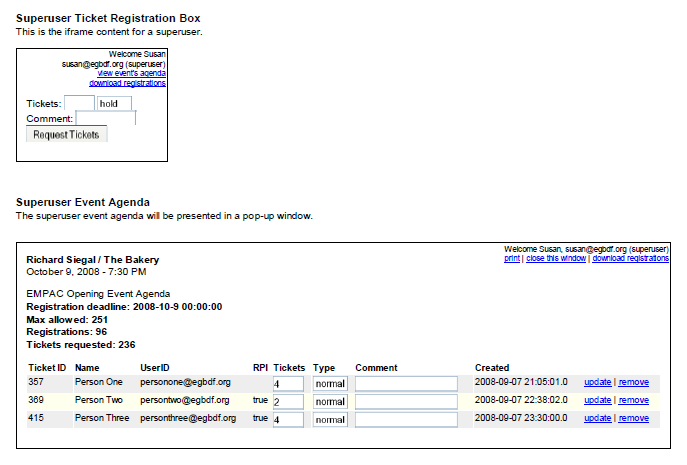 Superuser Ticket Registration Box
This is the iframe content for a superuser.
Welcome Susan
susan@egbdf.org (superuser)
view event's agenda
download registrations
Tickets: hold
Comment:
Request Tickets
Superuser Event Agenda
The superuser event agenda will be presented in a pop-up window.
Welcome Susan, susan@egbdf.org (superuser)
print | close this window | download registrations
Richard Siegal / The Bakery
October 9, 2008 - 7:30 PM
EMPAC Opening Event Agenda
Registration deadline: 2008-10-9 00:00:00
Max allowed: 251
Registrations: 96
Tickets requested: 236
Ticket ID Name UserID RPI Tickets Type Comment Created
357 Person One personone@egbdf.org 4 normal 2008-09-07 21:05:01.0 update | remove
369 Person Two persontwo@egbdf.org true 2 normal 2008-09-07 22:38:02.0 update | remove
415 Person Three personthree@egbdf.org true 4 normal 2008-09-07 23:30:00.0 update | remove